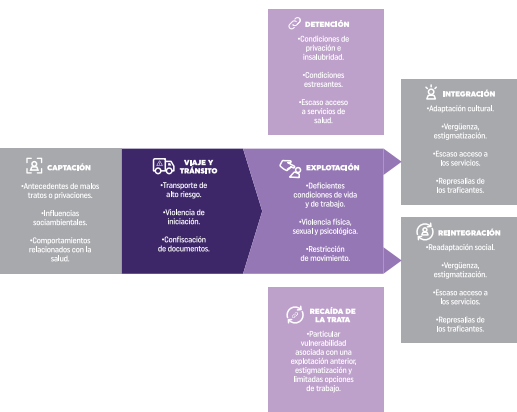 DETENCIÓN
•Condiciones de
privación e
insalubridad.
•Condiciones
estresantes.
•Escaso acceso
a servicios de
salud.
CAPTACIÓN
•Antecedentes de malos
tratos o privaciones.
•Influencias
sociambientales.
•Comportamientos
relacionados con la
salud.
VIAJE Y
TRÁNSITO
•Transporte de
alto riesgo.
•Violencia de
iniciación.
•Confiscación
de documentos.
EXPLOTACIÓN
•Deficientes
condiciones de vida
y de trabajo.
•Violencia física,
sexual y psicológica.
•Restricción
de movimiento.
INTEGRACIÓN
•Adaptación cultural.
•Vergüenza,
estigmatización.
•Escaso acceso a
los servicios.
•Represalias de
los traficantes.
REINTEGRACIÓN
•Readaptación social.
•Vergüenza,
estigmatización.
•Escaso acceso a
los servicios.
•Represalias de
los traficantes.
RECAÍDA DE
LA TRATA
•Particular
vulnerabilidad
asociada con una
explotación anterior,
estigmatización y
limitadas opciones
de trabajo.